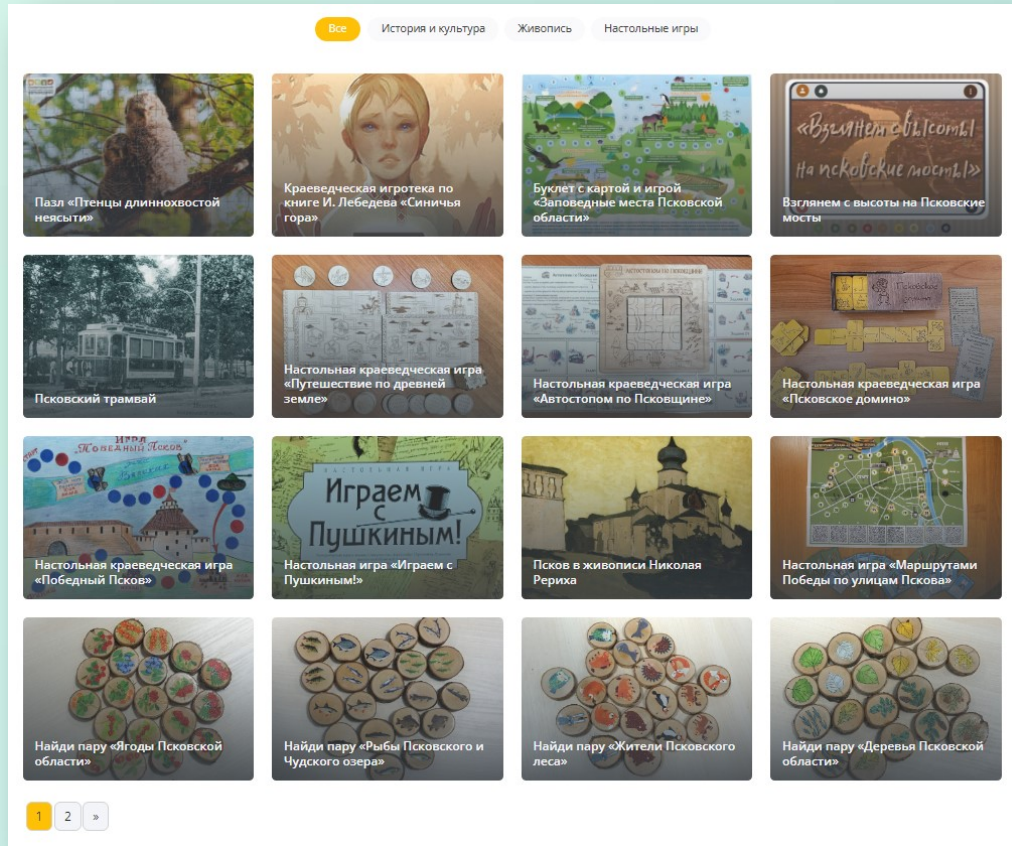 Все
История и культура
Живопись
Настольные игры
Пазл «Птенцы длиннохвостой
неясыти»
Краеведческая игротека по
книге И. Лебедева «Синичья
гора»
Буклет с картой и игрой
«Заповедные места Псковской
области»
«Взглянем с высоты
на псковские мосты»
Взглянем с высоты на Псковские
мосты
Псковский трамвай
Настольная краеведческая игра
«Путешествие по древней
земле»
Настольная краеведческая игра
«Автостопом по Псковщине»
Псковское
домино
Настольная краеведческая игра
«Псковское домино»
ИГРА
"Победный Псков"
Настольная краеведческая игра
«Победный Псков»
НАСТОЛЬНАЯ ИГРА
Играем
с
Пушкиным!
Настольная игра «Играем с
Пушкиным!»
Псков в живописи Николая
Рериха
Настольная игра «Маршрутами
Победы по улицам Пскова»
Найди пару «Ягоды Псковской
области»
Найди пару «Рыбы Псковского и
Чудского озера»
Найди пару «Жители Псковского
леса»
Найди пару «Деревья Псковской
области»
1
2
»